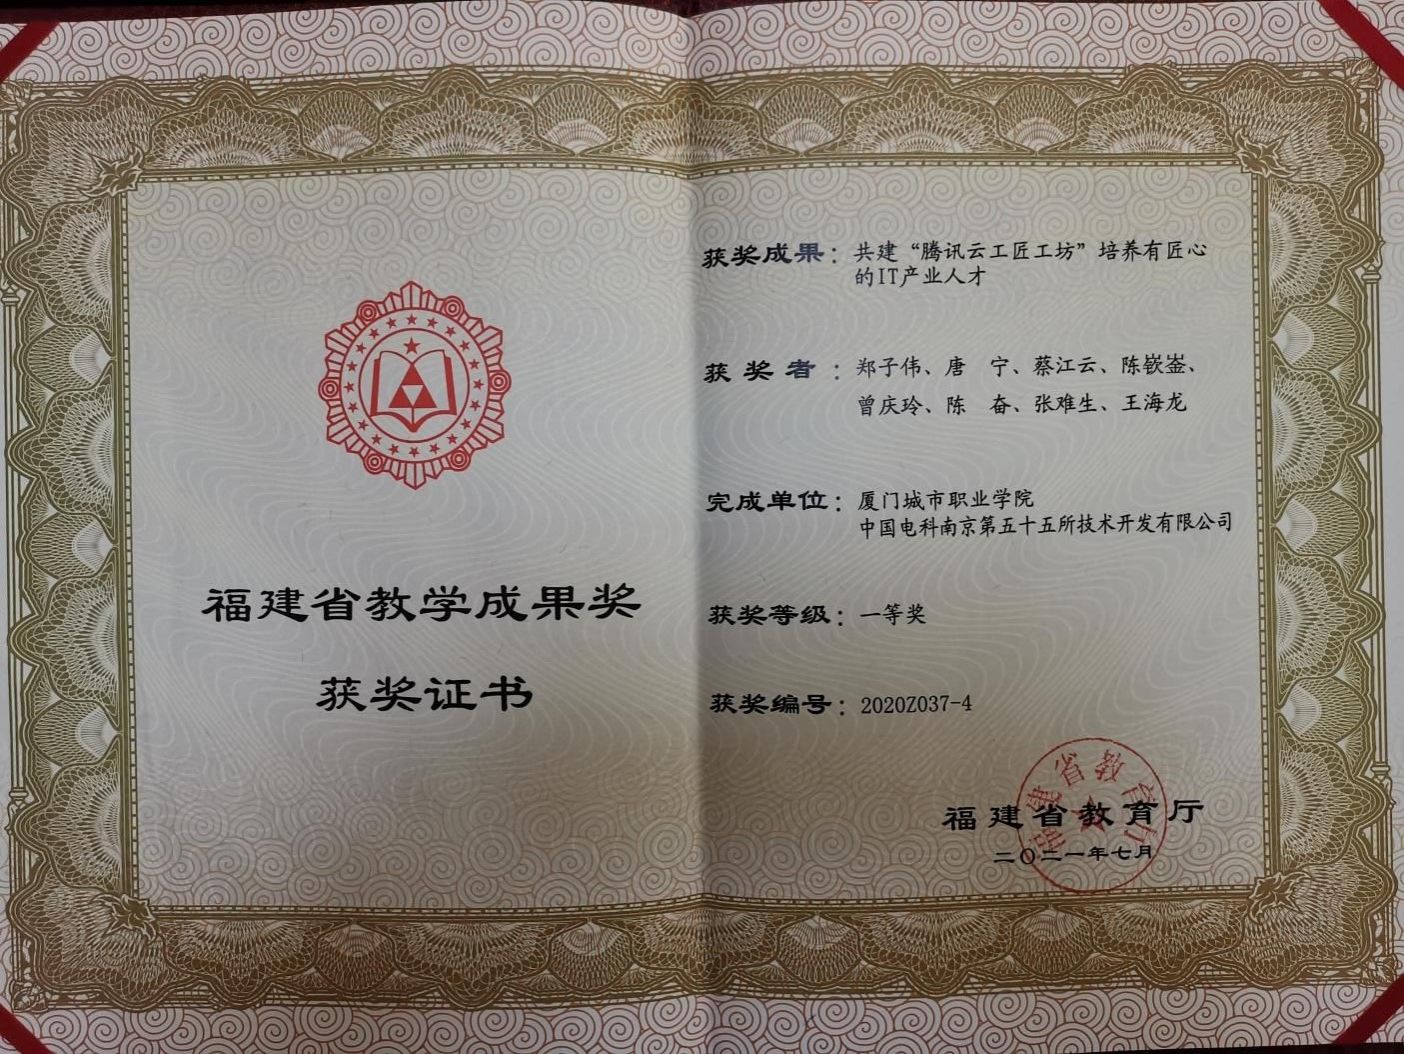 福建省教学成果奖
获奖证书
获奖成果：共建“腾讯云工匠工坊”培养有匠心
的IT产业人才
获奖者：郑子伟、唐　宁、蔡江云、陈嵚崟、
曾庆玲、陈　奋、张难生、王海龙
完成单位：厦门城市职业学院
中国电科南京第五十五所技术开发有限公司
获奖等级：一等奖
获奖编号：2020Z037-4
福建省教育厅
二〇二一年七月
福建省教育厅